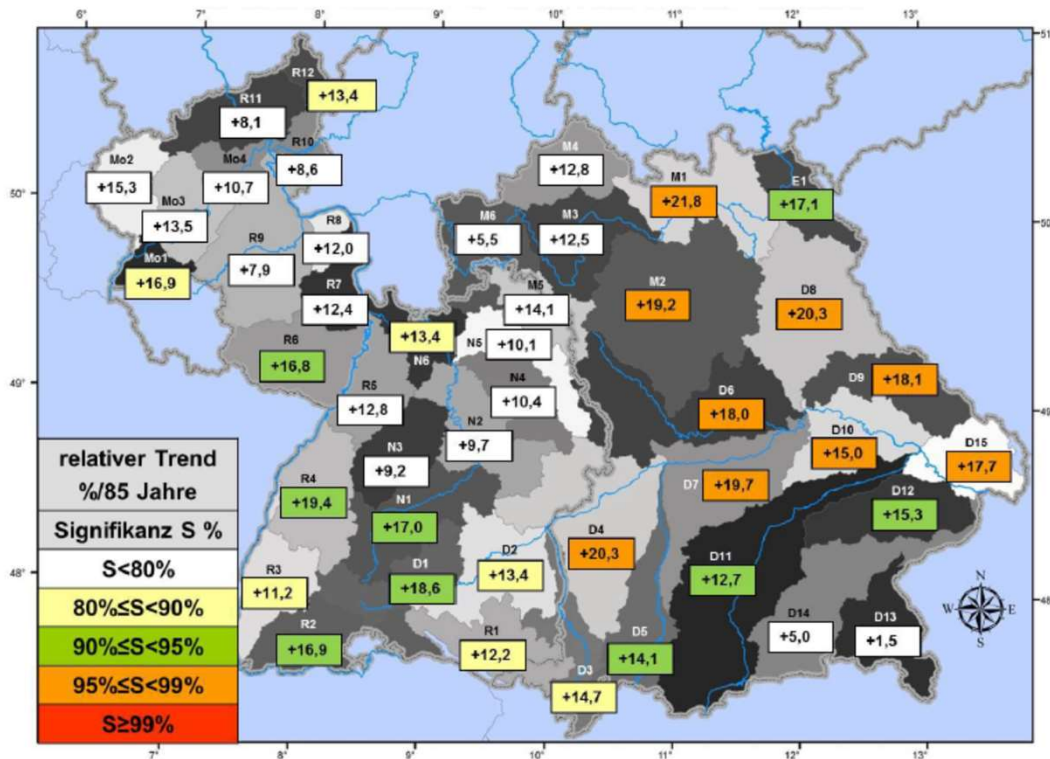 6° 7° 8° 9° 10° 11° 12° 13°
51
R12
+13,4
R11
+8,1
R10
+8,6
Mo2
+15,3
Mo4
+10,7
M4
+12,8
M1
+21,8
E1
+17,1
50°
50°
Mo3
+13,5
R9
+7,9
R8
+12,0
M6
+5,5
M3
+12,5
Mo1
+16,9
R7
+12,4
M5
+14,1
M2
+19,2
D8
+20,3
+13,4
N6
N5
+10,1
R6
+16,8
49°
49
R5
+12,8
N4
+10,4
D6
+18,0
D9
+18,1
N3
+9,2
N2
+9,7
D10
+15,0
D15
+17,7
R4
+19,4
N1
+17,0
D7
+19,7
D12
+15,3
48°
48
R3
+11,2
D1
+18,6
D2
+13,4
D4
+20,3
D11
+12,7
R2
+16,9
R1
+12,2
D3
+14,7
D5
+14,1
D14
+5,0
D13
+1,5
N
W E
S
relativer Trend
%/85 Jahre
Signifikanz S %
S<80%
80%≤S<90%
90%≤S<95%
95%≤S<99%
S≥99%
7° 8° 9° 10° 11° 12° 13°